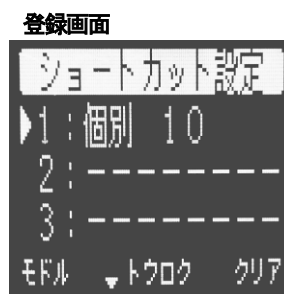 登録画面
ショートカット設定
▶1:個別 10
2:--------
3:--------
モドル ▼トウロク クリア